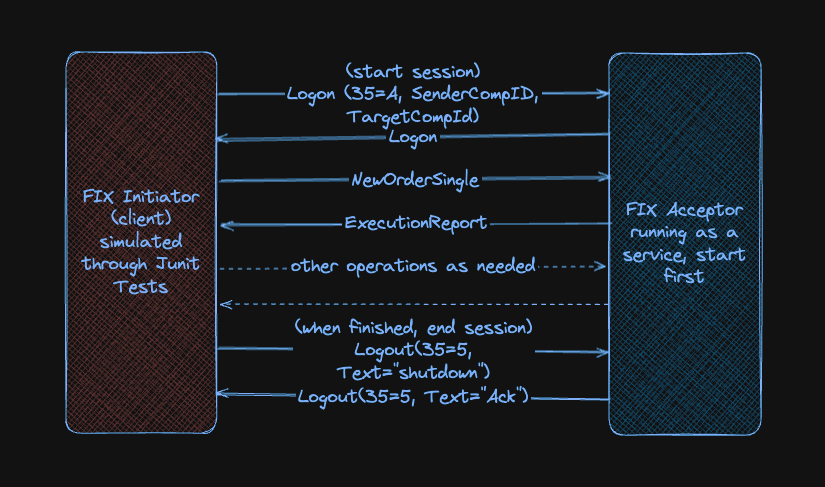 FIX Initiator
(client)
simulated
through Junit
Tests
(start session)
Logon (35=A, SenderCompID,
TargetCompId)
Logon
NewOrderSingle
ExecutionReport
other operations as needed
(when finished, end session)
Logout(35=5,
Text="shutdown")
Logout(35=5, Text="Ack")
FIX Acceptor
running as a
service, start
first